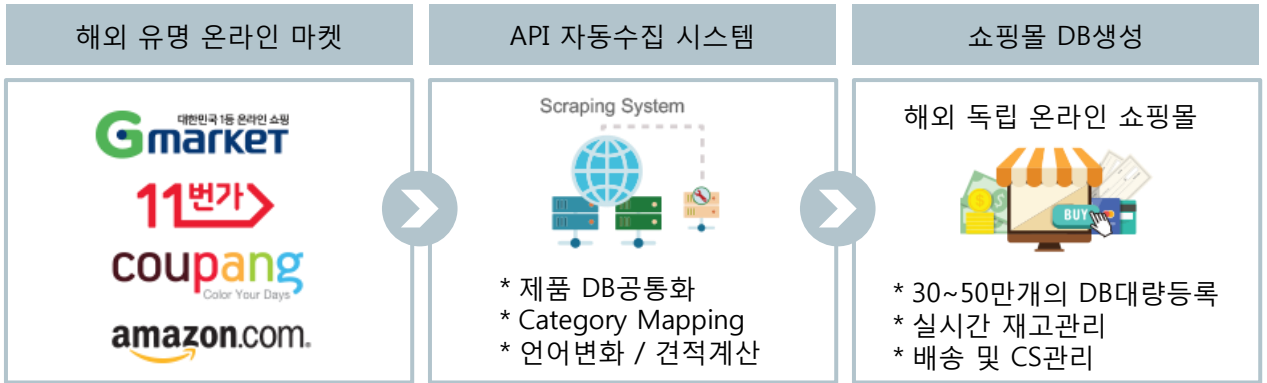 해외 유명 온라인 마켓
API 자동수집 시스템
쇼핑몰 DB생성
대한민국 1등 온라인 쇼핑
Gmarket
11번가
coupang
Color Your Days
amazon.com.
Scraping System
* 제품 DB공통화
* Category Mapping
* 언어변화 / 견적계산
해외 독립 온라인 쇼핑몰
BUY
* 30~50만개의 DB대량등록
* 실시간 재고관리
* 배송 및 CS관리